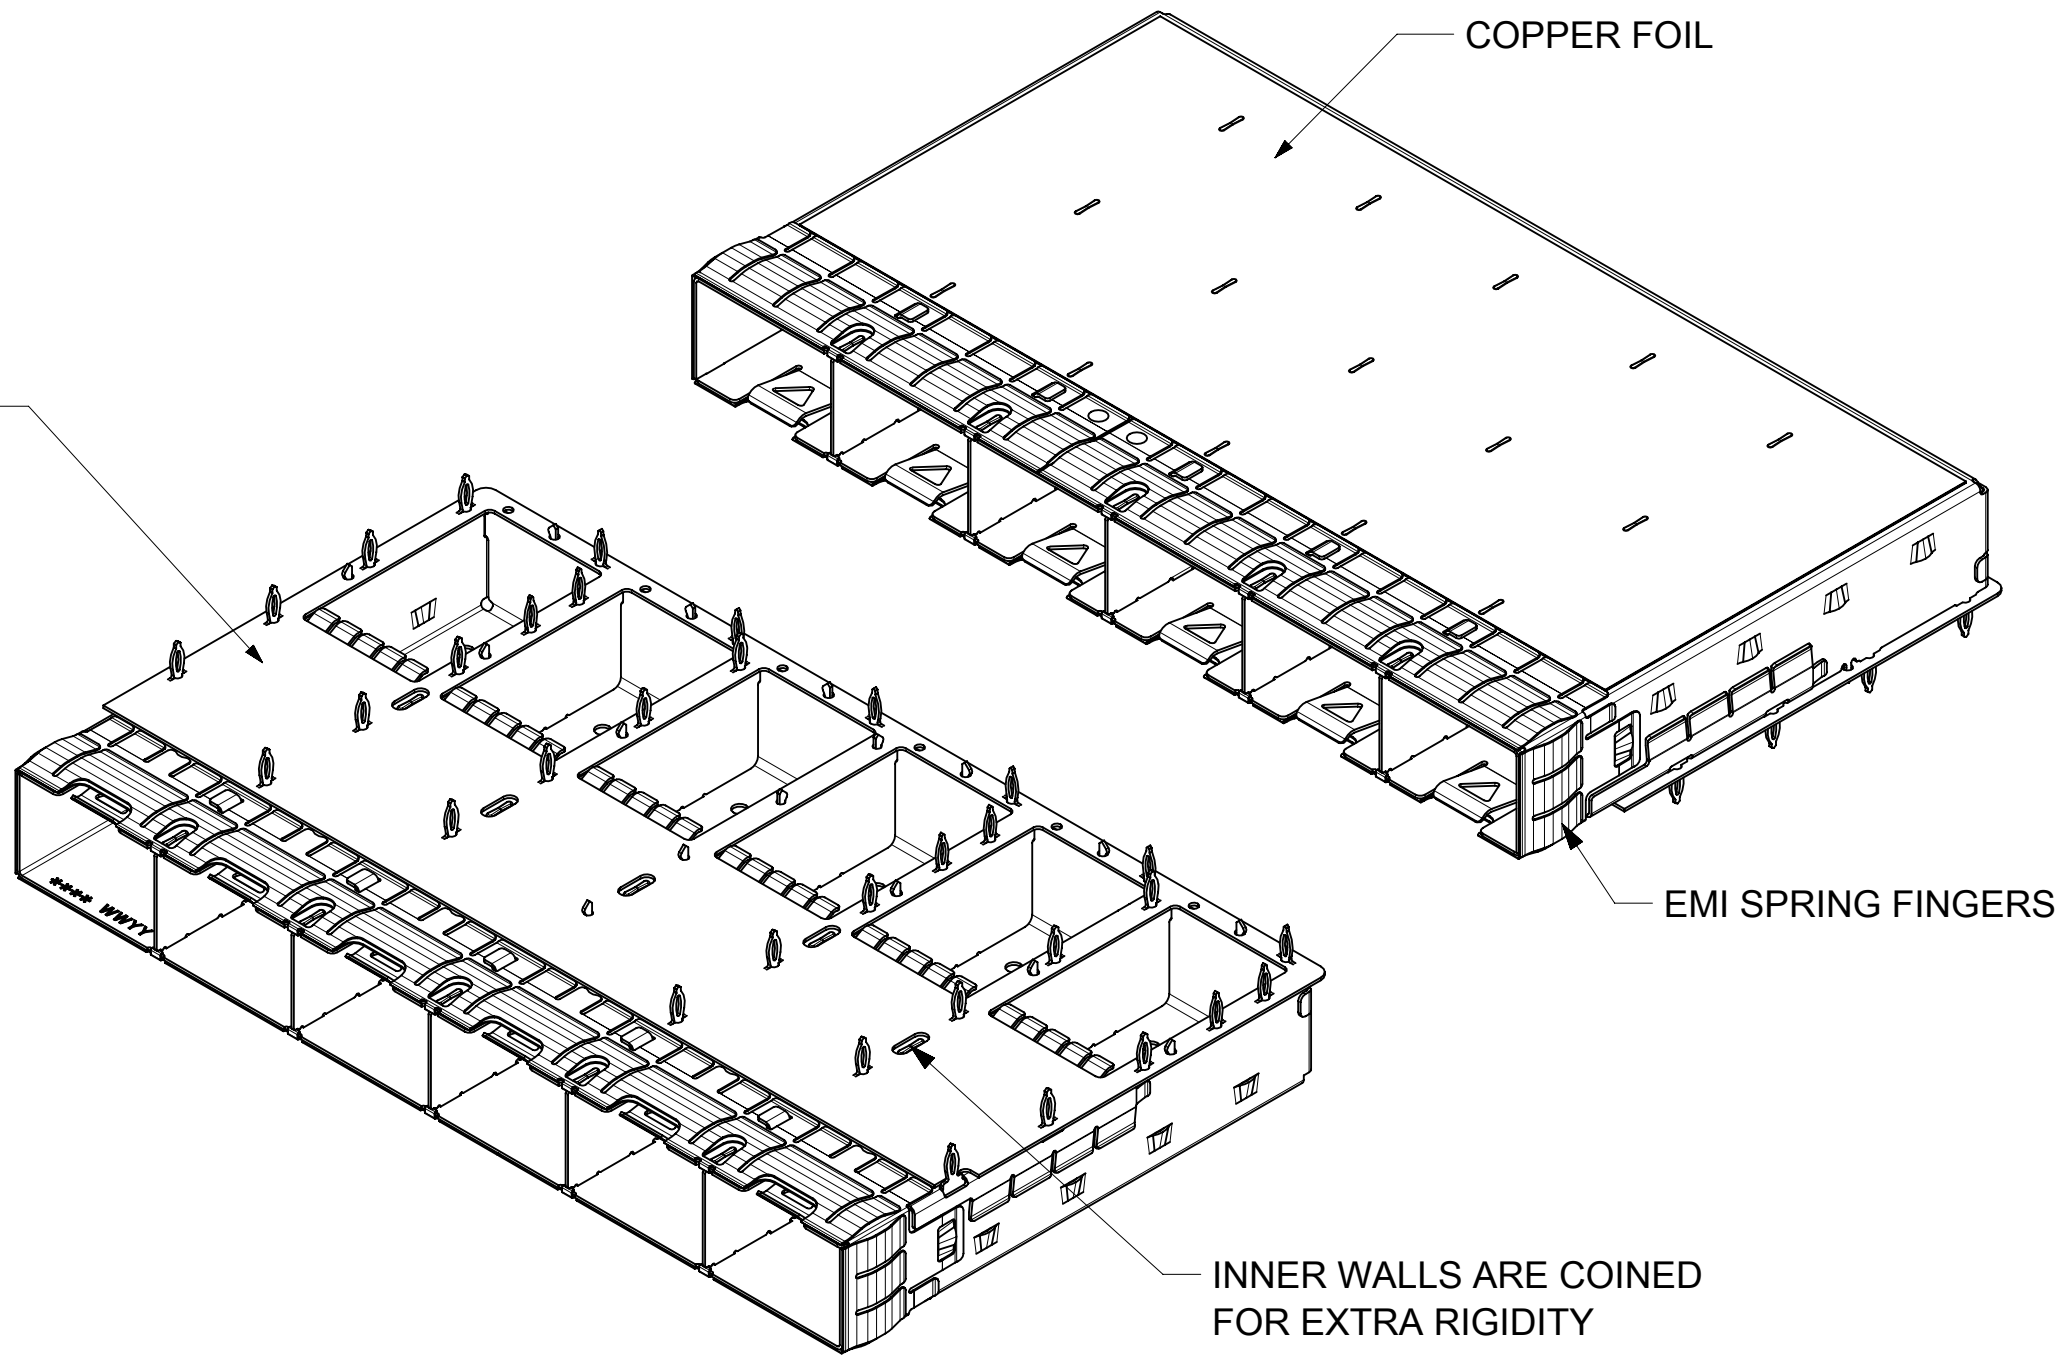 COPPER FOIL
EMI SPRING FINGERS
**** WWYY
INNER WALLS ARE COINED
FOR EXTRA RIGIDITY